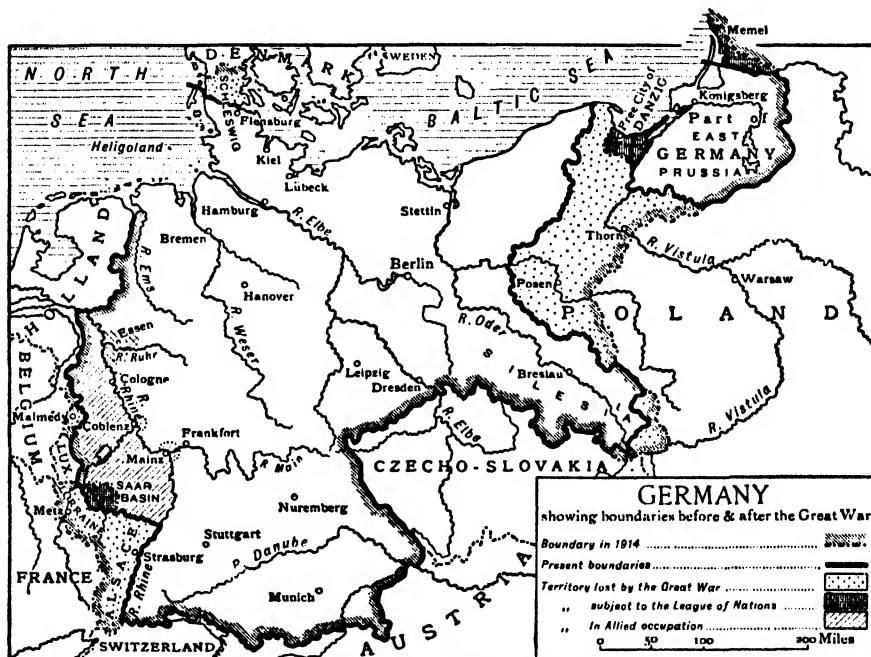 Memel
DENMARK
SWEDEN
NORTH SEA
BALTIC SEA
SCHLESWIG
Flensburg
Heligoland
Kiel
Lübeck
Free City of DANZIG
Königsberg
Part of
EAST
GERMANY
PRUSSIA
Hamburg
R. Elbe
Stettin
HOLLAND
Bremen
R. Ems
Berlin
Thorn
R. Vistula
Hanover
Posen
Warsaw
R. Weser
POLAND
Essen
R. Ruhr
R. Oder
SILESIA
Breslau
BELGIUM
Cologne
R. Rhine
Leipzig
Dresden
Malmedy
Coblenz
R. Elbe
R. Vistula
Frankfort
Mainz
R. Main
CZECHO-SLOVAKIA
LUX.
SAAR BASIN
LORRAINE
Metz
Nuremberg
Stuttgart
R. Danube
Strasburg
FRANCE
ALSACE
R. Rhine
Munich
AUSTRIA
SWITZERLAND
GERMANY
showing boundaries before & after the Great War
Boundary in 1914
Present boundaries
Territory lost by the Great War
„ subject to the League of Nations
„ In Allied occupation
0 50 100 200 Miles